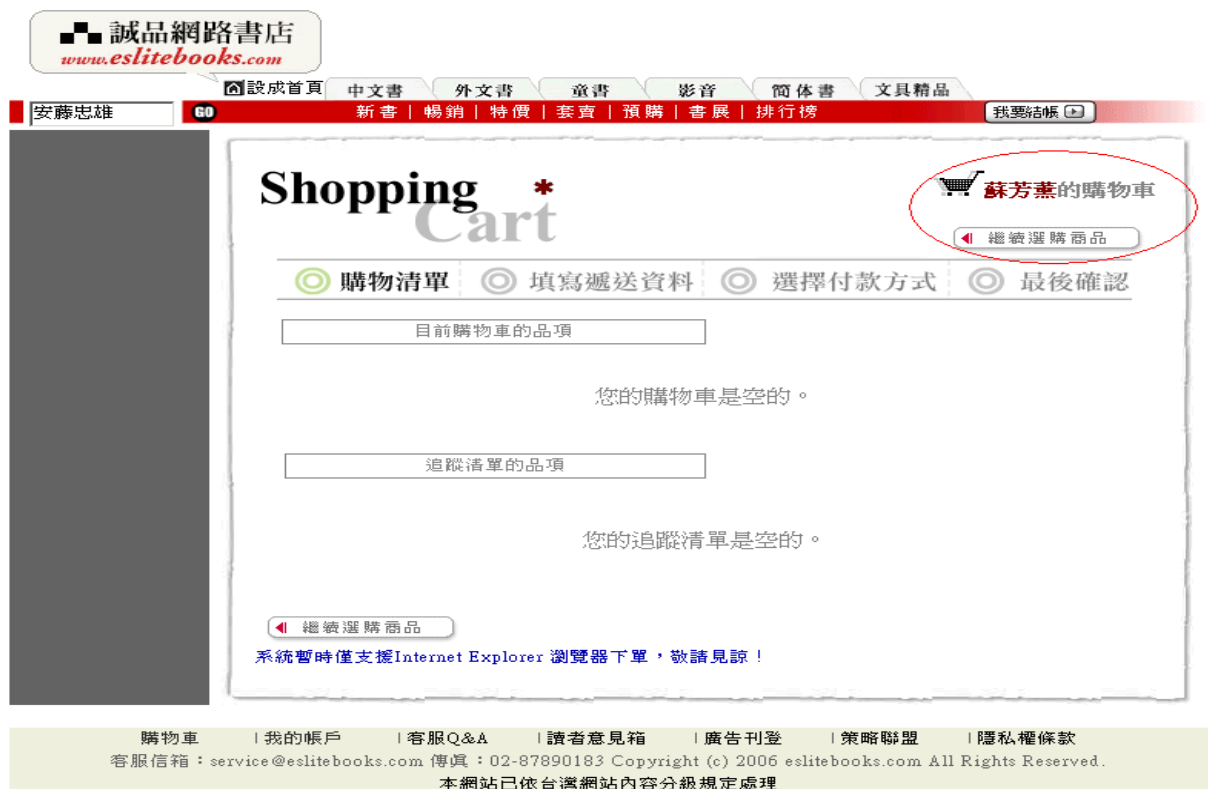 誠品網路書店
www.eslitebooks.com
設成首頁 中文書 外文書 童書 影音 簡体書 文具精品
安藤忠雄 GO 新書 | 暢銷 | 特價 | 套賣 | 預購 | 書展 | 排行榜 我要結帳
Shopping Cart *
蘇芳薰的購物車
繼續選購商品
購物清單 填寫遞送資料 選擇付款方式 最後確認
目前購物車的品項
您的購物車是空的。
追蹤清單的品項
您的追蹤清單是空的。
繼續選購商品
系統暫時僅支援Internet Explorer 瀏覽器下單,敬請見諒!
購物車 | 我的帳戶 | 客服Q&A | 讀者意見箱 | 廣告刊登 | 策略聯盟 | 隱私權條款
客服信箱:service@eslitebooks.com 傳真:02-87890183 Copyright (c) 2006 eslitebooks.com All Rights Reserved.
本網站已依台灣網站內容分級規定處理